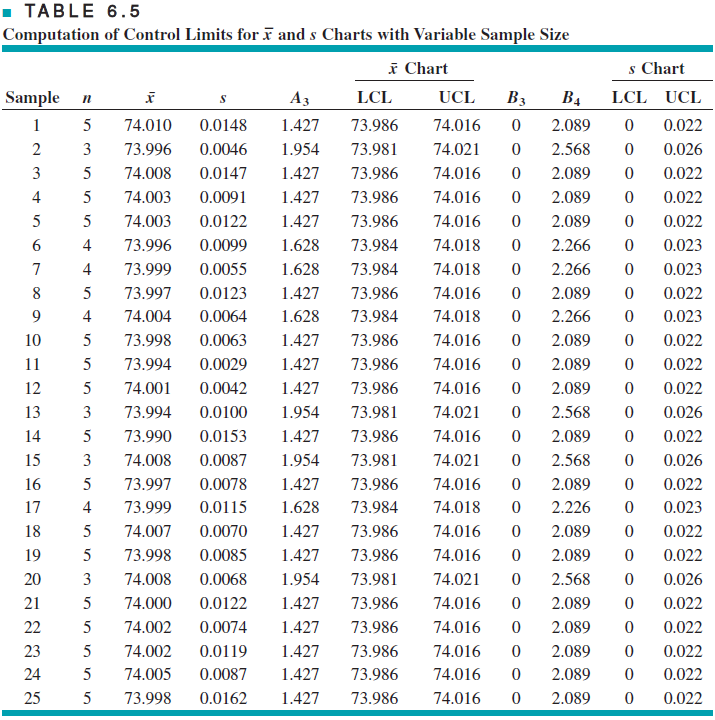 ■ TABLE 6.5
Computation of Control Limits for x̄ and s Charts with Variable Sample Size
x̄ Chart s Chart
Sample n x̄ s A3 LCL UCL B3 B4 LCL UCL
1 5 74.010 0.0148 1.427 73.986 74.016 0 2.089 0 0.022
2 3 73.996 0.0046 1.954 73.981 74.021 0 2.568 0 0.026
3 5 74.008 0.0147 1.427 73.986 74.016 0 2.089 0 0.022
4 5 74.003 0.0091 1.427 73.986 74.016 0 2.089 0 0.022
5 5 74.003 0.0122 1.427 73.986 74.016 0 2.089 0 0.022
6 4 73.996 0.0099 1.628 73.984 74.018 0 2.266 0 0.023
7 4 73.999 0.0055 1.628 73.984 74.018 0 2.266 0 0.023
8 5 73.997 0.0123 1.427 73.986 74.016 0 2.089 0 0.022
9 4 74.004 0.0064 1.628 73.984 74.018 0 2.266 0 0.023
10 5 73.998 0.0063 1.427 73.986 74.016 0 2.089 0 0.022
11 5 73.994 0.0029 1.427 73.986 74.016 0 2.089 0 0.022
12 5 74.001 0.0042 1.427 73.986 74.016 0 2.089 0 0.022
13 3 73.994 0.0100 1.954 73.981 74.021 0 2.568 0 0.026
14 5 73.990 0.0153 1.427 73.986 74.016 0 2.089 0 0.022
15 3 74.008 0.0087 1.954 73.981 74.021 0 2.568 0 0.026
16 5 73.997 0.0078 1.427 73.986 74.016 0 2.089 0 0.022
17 4 73.999 0.0115 1.628 73.984 74.018 0 2.226 0 0.023
18 5 74.007 0.0070 1.427 73.986 74.016 0 2.089 0 0.022
19 5 73.998 0.0085 1.427 73.986 74.016 0 2.089 0 0.022
20 3 74.008 0.0068 1.954 73.981 74.021 0 2.568 0 0.026
21 5 74.000 0.0122 1.427 73.986 74.016 0 2.089 0 0.022
22 5 74.002 0.0074 1.427 73.986 74.016 0 2.089 0 0.022
23 5 74.002 0.0119 1.427 73.986 74.016 0 2.089 0 0.022
24 5 74.005 0.0087 1.427 73.986 74.016 0 2.089 0 0.022
25 5 73.998 0.0162 1.427 73.986 74.016 0 2.089 0 0.022